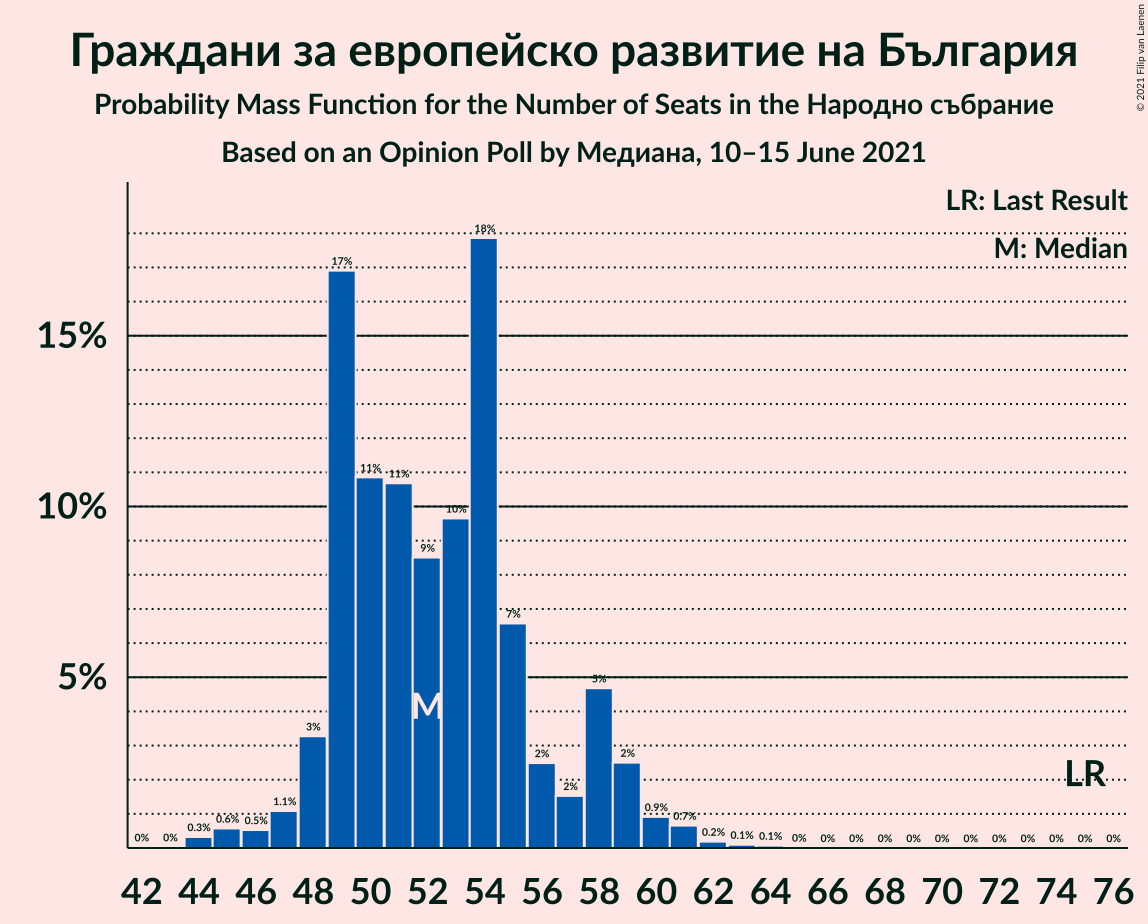 Граждани за европейско развитие на България
Probability Mass Function for the Number of Seats in the Народно събрание
Based on an Opinion Poll by Медиана, 10–15 June 2021
© 2021 Filip van Laenen
LR: Last Result
M: Median
15%
10%
5%
0% 0% 0.3% 0.6% 0.5% 1.1% 3% 17% 11% 11% 9% 10% 18% 7% 2% 2% 5% 2% 0.9% 0.7% 0.2% 0.1% 0.1% 0% 0% 0% 0% 0% 0% 0% 0% 0% 0% 0% 0%
M
LR
42 44 46 48 50 52 54 56 58 60 62 64 66 68 70 72 74 76